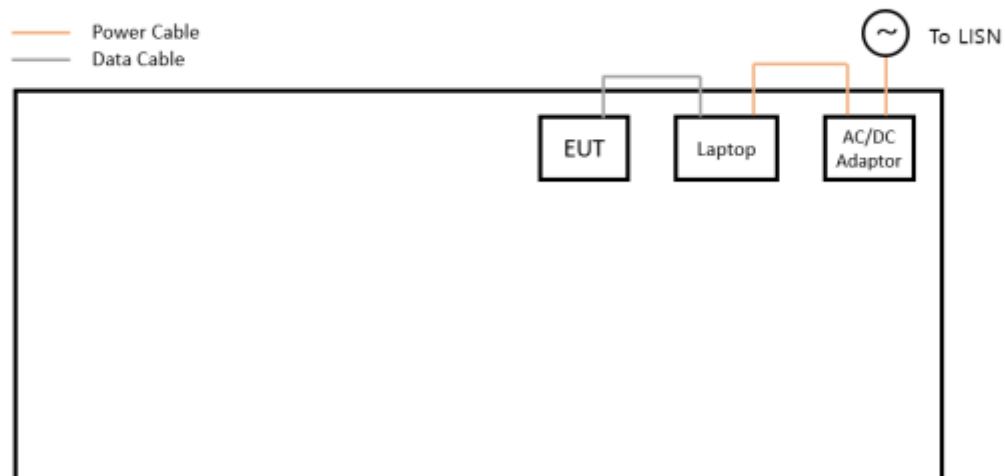 Power Cable
Data Cable
To LISN
EUT
Laptop
AC/DC
Adaptor